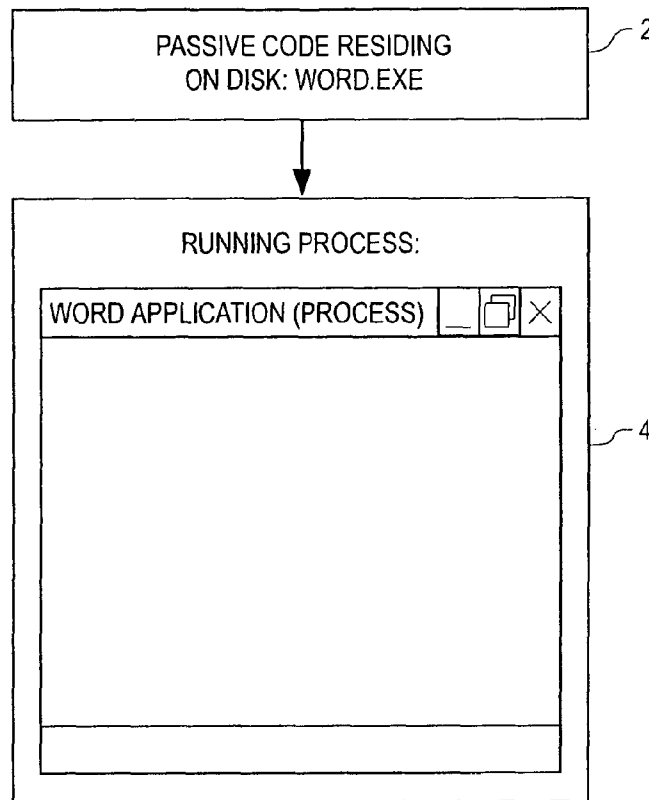 PASSIVE CODE RESIDING
ON DISK: WORD.EXE
2
RUNNING PROCESS:
WORD APPLICATION (PROCESS)
4